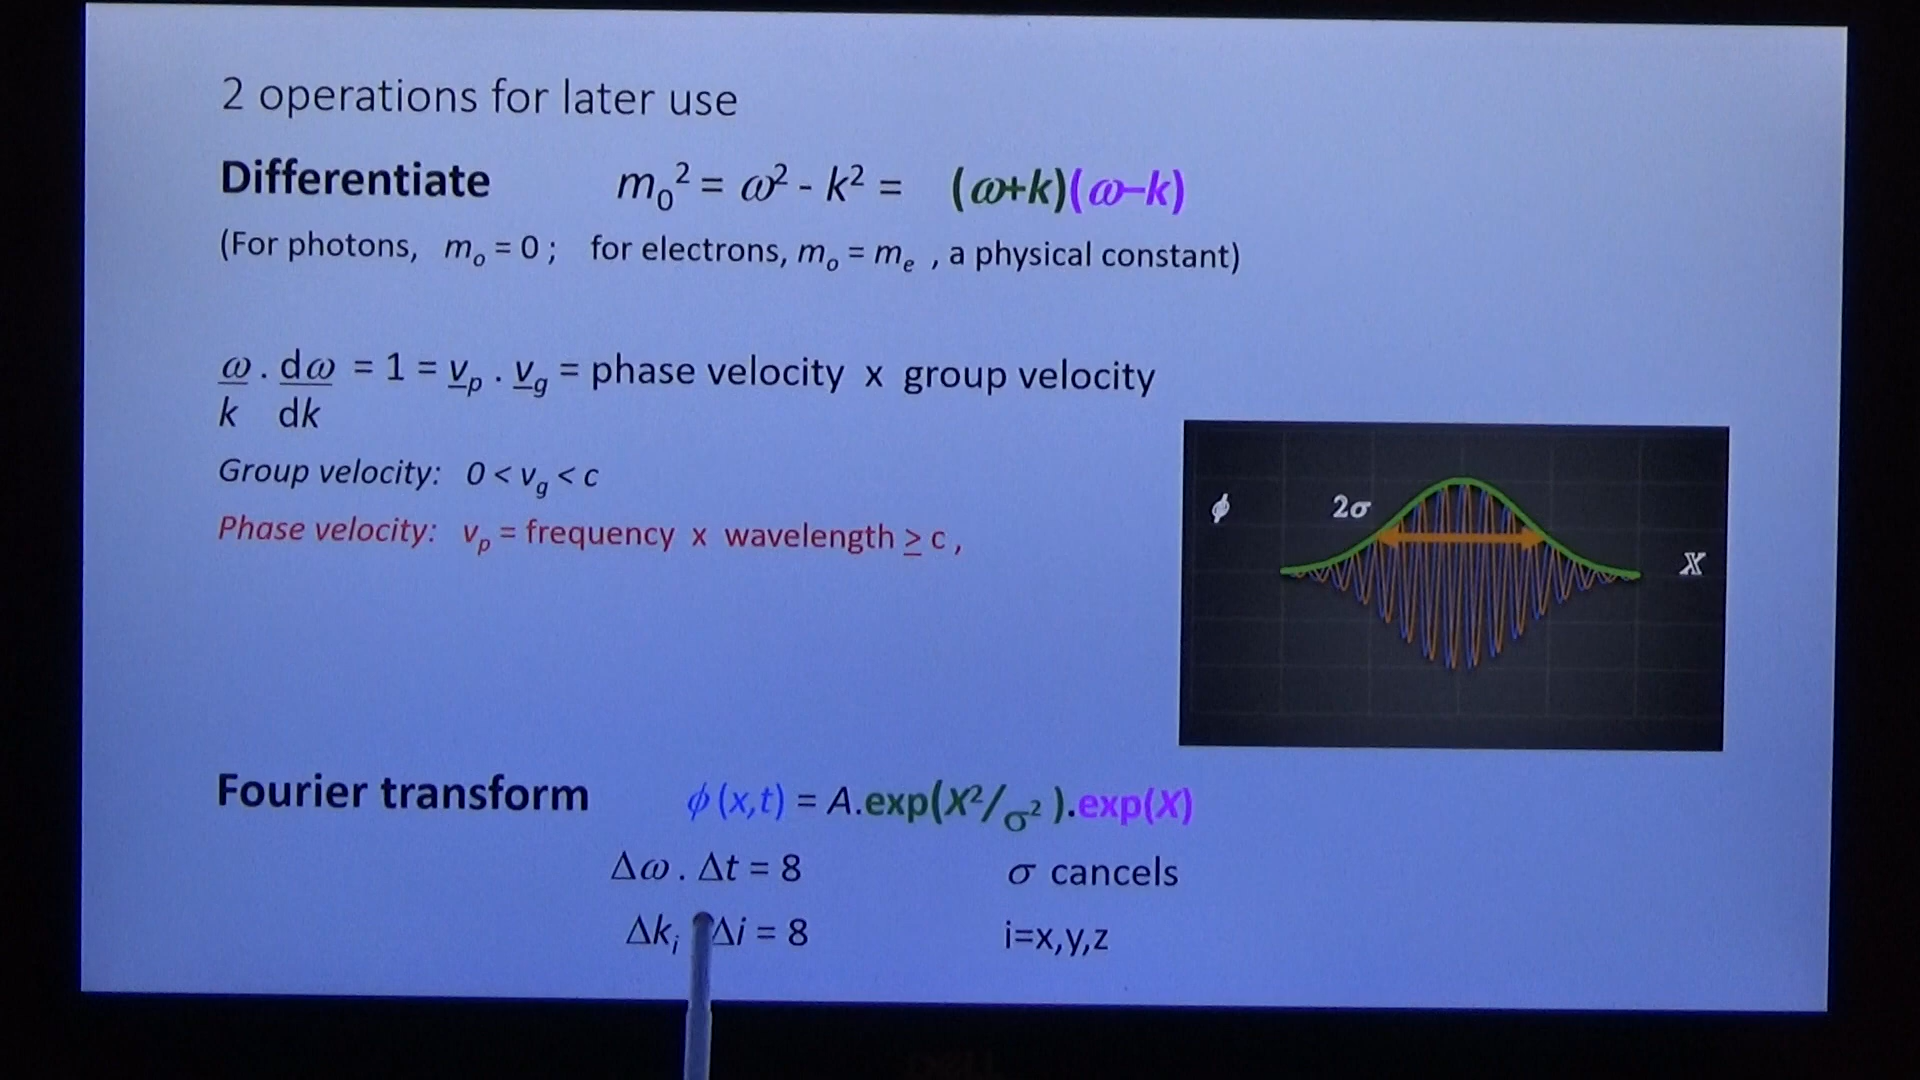 2 operations for later use
Differentiate m₀² = ω² - k² = (ω+k)(ω–k)
(For photons, mₒ = 0 ; for electrons, mₒ = mₑ , a physical constant)
ω . dω = 1 = vₚ . v_g = phase velocity x group velocity
k dk
Group velocity: 0 < v_g < c
Phase velocity: vₚ = frequency x wavelength ≥ c ,
ϕ 2σ
X
Fourier transform ϕ (x,t) = A.exp(X²/σ² ).exp(X)
Δω . Δt = 8 σ cancels
Δkᵢ Δi = 8 i=x,y,z